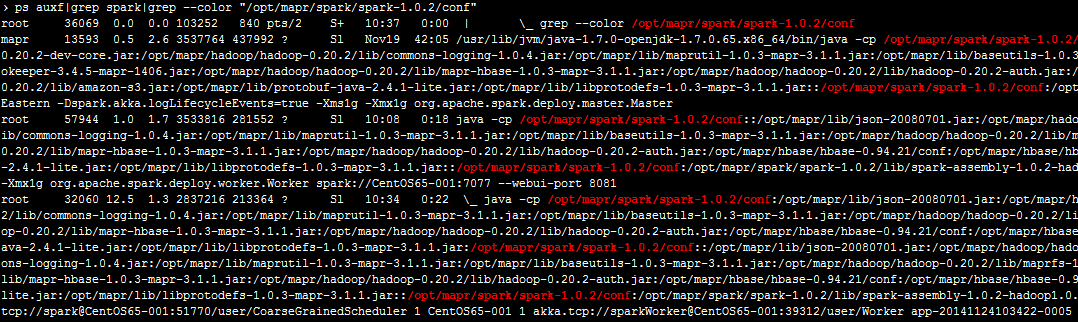 › ps auxf|grep spark|grep --color "/opt/mapr/spark/spark-1.0.2/conf"
root     36069  0.0  0.0 103252   840 pts/2    S+   10:37   0:00  |       \_ grep --color /opt/mapr/spark/spark-1.0.2/conf
mapr     13593  0.5  2.6 3537764 437992 ?      Sl   Nov19  42:05 /usr/lib/jvm/java-1.7.0-openjdk-1.7.0.65.x86_64/bin/java -cp /opt/mapr/spark/spark-1.0.2/
0.20.2-dev-core.jar:/opt/mapr/hadoop/hadoop-0.20.2/lib/commons-logging-1.0.4.jar:/opt/mapr/lib/maprutil-1.0.3-mapr-3.1.1.jar:/opt/mapr/lib/baseutils-1.0.3
okeeper-3.4.5-mapr-1406.jar:/opt/mapr/hadoop/hadoop-0.20.2/lib/mapr-hbase-1.0.3-mapr-3.1.1.jar:/opt/mapr/hadoop/hadoop-0.20.2/lib/hadoop-0.20.2-auth.jar:/
0.20.2/lib/amazon-s3.jar:/opt/mapr/lib/protobuf-java-2.4.1-lite.jar:/opt/mapr/lib/libprotodefs-1.0.3-mapr-3.1.1.jar::/opt/mapr/spark/spark-1.0.2/conf:/opt
Eastern -Dspark.akka.logLifecycleEvents=true -Xms1g -Xmx1g org.apache.spark.deploy.master.Master
root     57944  1.0  1.7 3533816 281552 ?      Sl   10:08   0:18 java -cp /opt/mapr/spark/spark-1.0.2/conf::/opt/mapr/lib/json-20080701.jar:/opt/mapr/hado
ib/commons-logging-1.0.4.jar:/opt/mapr/lib/maprutil-1.0.3-mapr-3.1.1.jar:/opt/mapr/lib/baseutils-1.0.3-mapr-3.1.1.jar:/opt/mapr/hadoop/hadoop-0.20.2/lib/m
0.20.2/lib/mapr-hbase-1.0.3-mapr-3.1.1.jar:/opt/mapr/hadoop/hadoop-0.20.2/lib/hadoop-0.20.2-auth.jar:/opt/mapr/hbase/hbase-0.94.21/conf:/opt/mapr/hbase/hb
-2.4.1-lite.jar:/opt/mapr/lib/libprotodefs-1.0.3-mapr-3.1.1.jar::/opt/mapr/spark/spark-1.0.2/conf:/opt/mapr/spark/spark-1.0.2/lib/spark-assembly-1.0.2-had
-Xmx1g org.apache.spark.deploy.worker.Worker spark://CentOS65-001:7077 --webui-port 8081
root     32060 12.5  1.3 2837216 213364 ?      Sl   10:34   0:22  \_ java -cp /opt/mapr/spark/spark-1.0.2/conf:/opt/mapr/lib/json-20080701.jar:/opt/mapr/h
2/lib/commons-logging-1.0.4.jar:/opt/mapr/lib/maprutil-1.0.3-mapr-3.1.1.jar:/opt/mapr/lib/baseutils-1.0.3-mapr-3.1.1.jar:/opt/mapr/hadoop/hadoop-0.20.2/li
op-0.20.2/lib/mapr-hbase-1.0.3-mapr-3.1.1.jar:/opt/mapr/hadoop/hadoop-0.20.2/lib/hadoop-0.20.2-auth.jar:/opt/mapr/hbase/hbase-0.94.21/conf:/opt/mapr/hbase
ava-2.4.1-lite.jar:/opt/mapr/lib/libprotodefs-1.0.3-mapr-3.1.1.jar:/opt/mapr/spark/spark-1.0.2/conf::/opt/mapr/lib/json-20080701.jar:/opt/mapr/hadoop/hado
ons-logging-1.0.4.jar:/opt/mapr/lib/maprutil-1.0.3-mapr-3.1.1.jar:/opt/mapr/lib/baseutils-1.0.3-mapr-3.1.1.jar:/opt/mapr/hadoop/hadoop-0.20.2/lib/maprfs-1
lib/mapr-hbase-1.0.3-mapr-3.1.1.jar:/opt/mapr/hadoop/hadoop-0.20.2/lib/hadoop-0.20.2-auth.jar:/opt/mapr/hbase/hbase-0.94.21/conf:/opt/mapr/hbase/hbase-0.9
lite.jar:/opt/mapr/lib/libprotodefs-1.0.3-mapr-3.1.1.jar::/opt/mapr/spark/spark-1.0.2/conf:/opt/mapr/spark/spark-1.0.2/lib/spark-assembly-1.0.2-hadoop1.0.
tcp://spark@CentOS65-001:51770/user/CoarseGrainedScheduler 1 CentOS65-001 1 akka.tcp://sparkWorker@CentOS65-001:39312/user/Worker app-20141124103422-0005